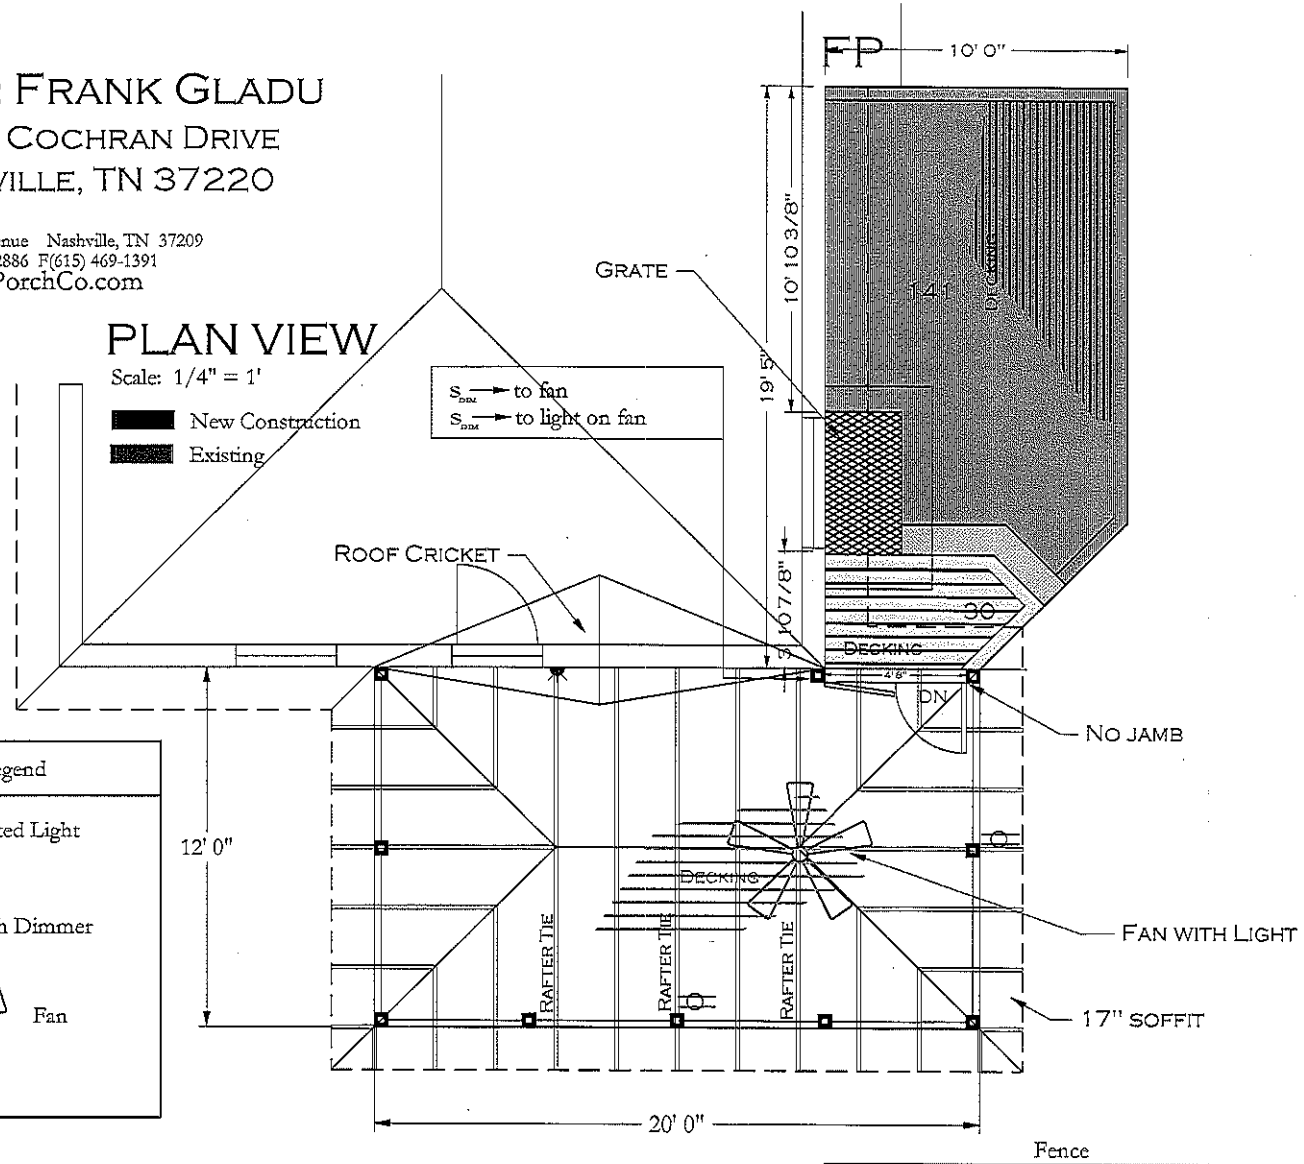 FRANK GLADU
COCHRAN DRIVE
VILLE, TN 37220
nue Nashville, TN 37209
2886 F(615) 469-1391
PorchCo.com
PLAN VIEW
Scale: 1/4" = 1'
New Construction
Existing
FP
10' 0"
GRATE
10' 10 3/8"
19' 5"
141
DECKING
S DIM → to fan
S DIM → to light on fan
ROOF CRICKET
10 7/8"
30
DECKING
4'6"
DN
NO JAMB
egend
ted Light
h Dimmer
Fan
12' 0"
DECKING
RAFTER TIE
RAFTER TIE
RAFTER TIE
FAN WITH LIGHT
17" SOFFIT
20' 0"
Fence